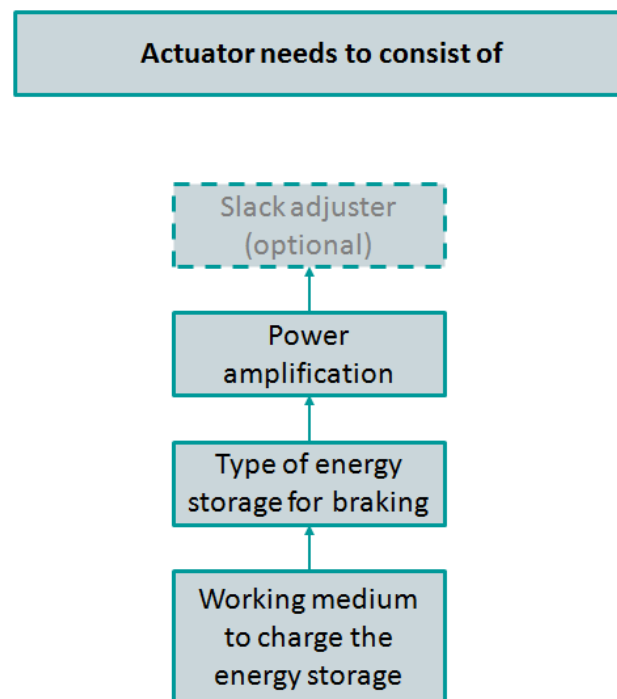 Actuator needs to consist of
Slack adjuster
(optional)
Power
amplification
Type of energy
storage for braking
Working medium
to charge the
energy storage